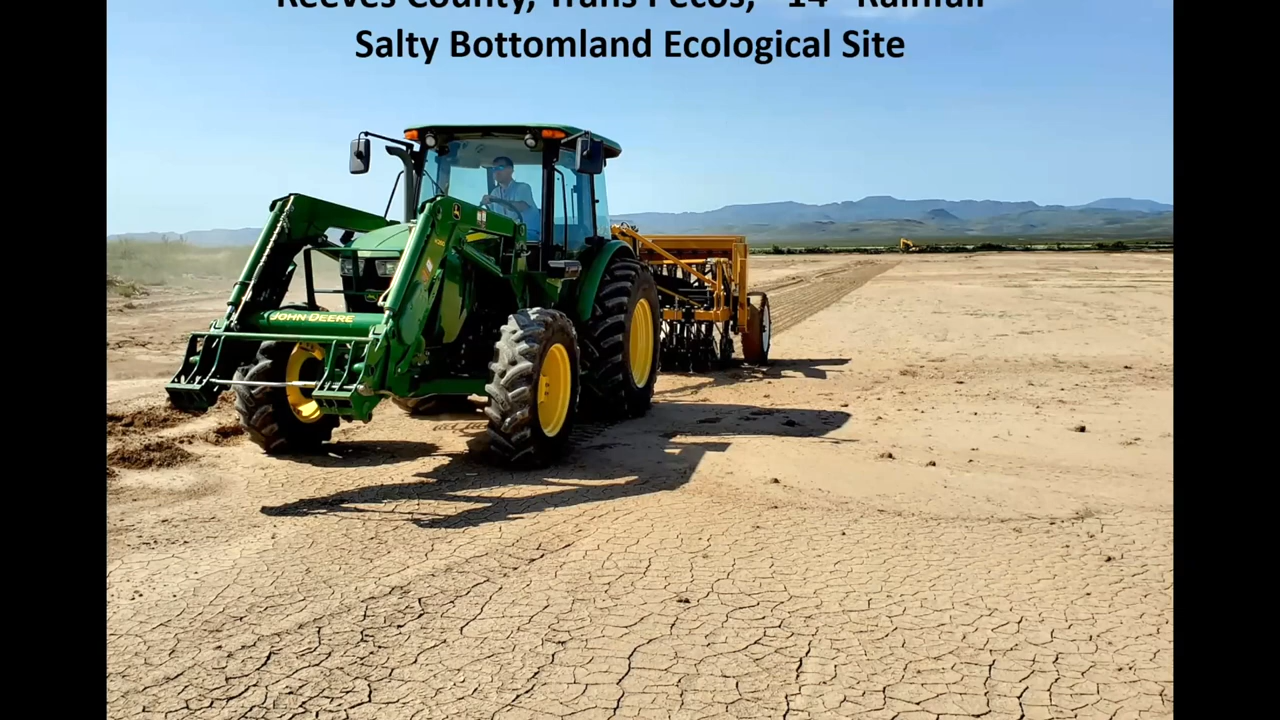 Reeves County, Trans Pecos, ~14" Rainfall
Salty Bottomland Ecological Site
JOHN DEERE